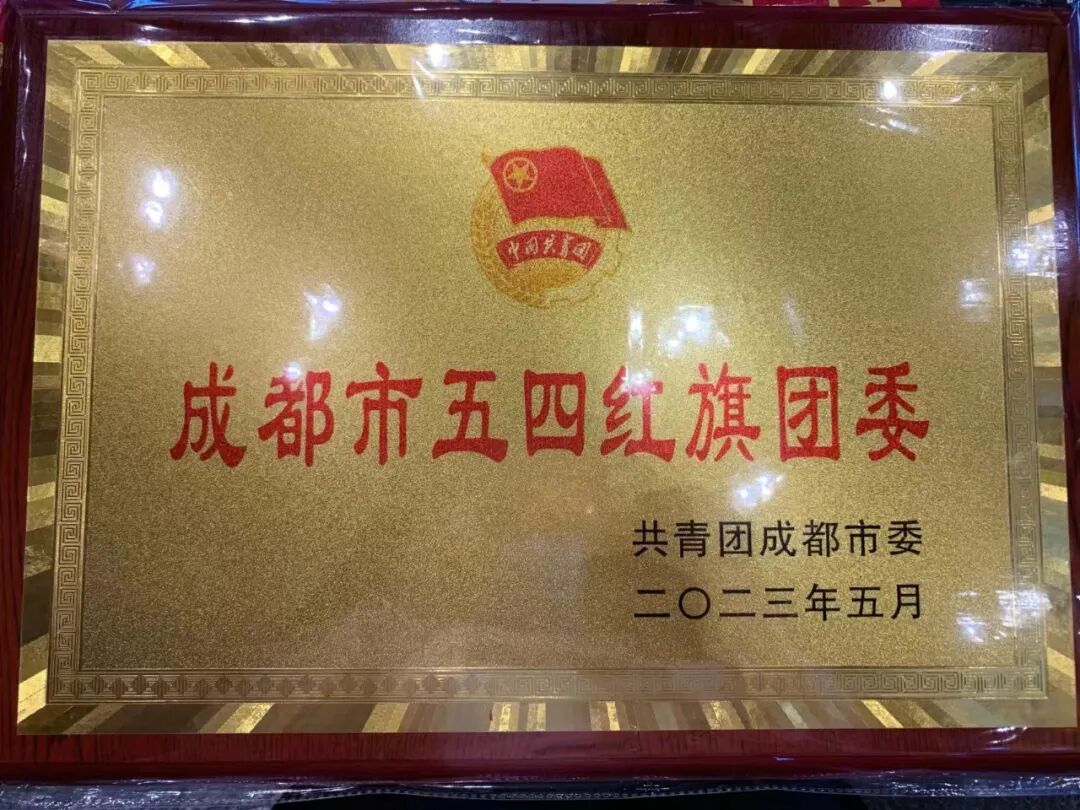 中国共青团
成都市五四红旗团委
共青团成都市委
二〇二三年五月